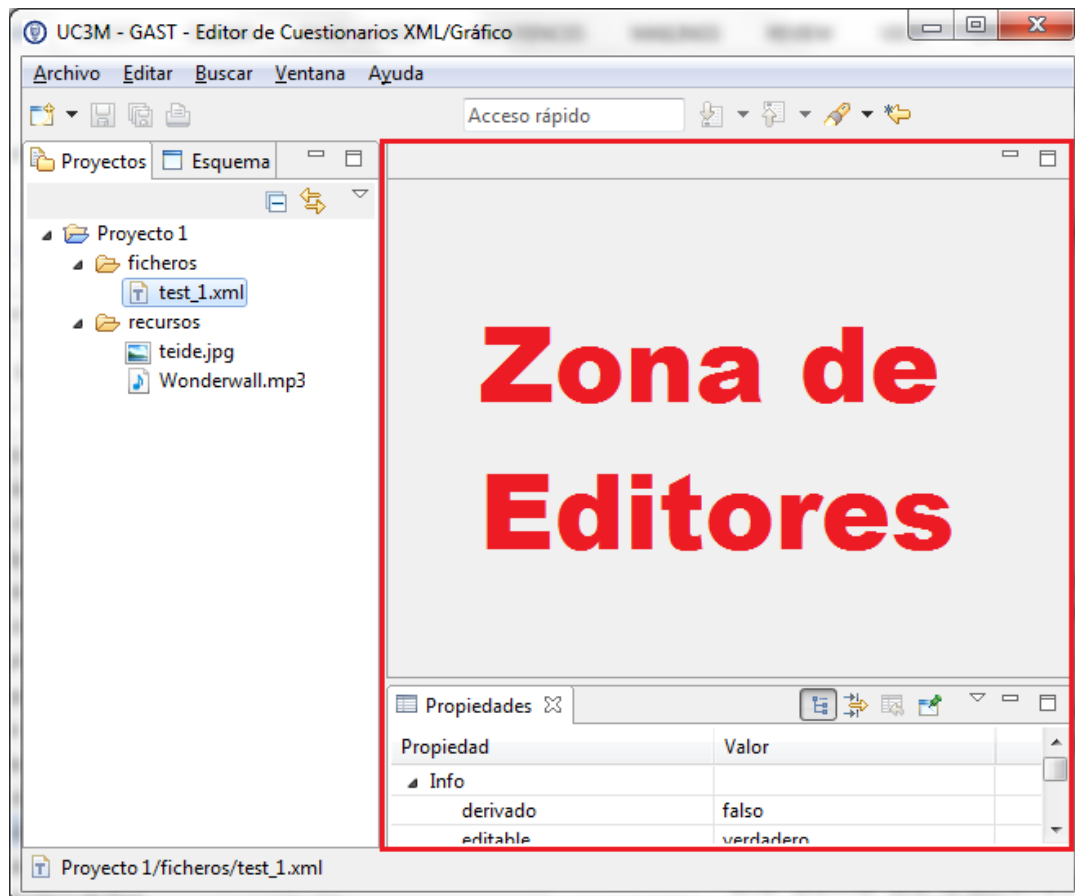 UC3M - GAST - Editor de Cuestionarios XML/Gráfico
Archivo Editar Buscar Ventana Ayuda
Acceso rápido
Proyectos Esquema
Proyecto 1
ficheros
test_1.xml
recursos
teide.jpg
Wonderwall.mp3
Zona de
Editores
Propiedades
Propiedad Valor
Info
derivado falso
editable verdadero
Proyecto 1/ficheros/test_1.xml